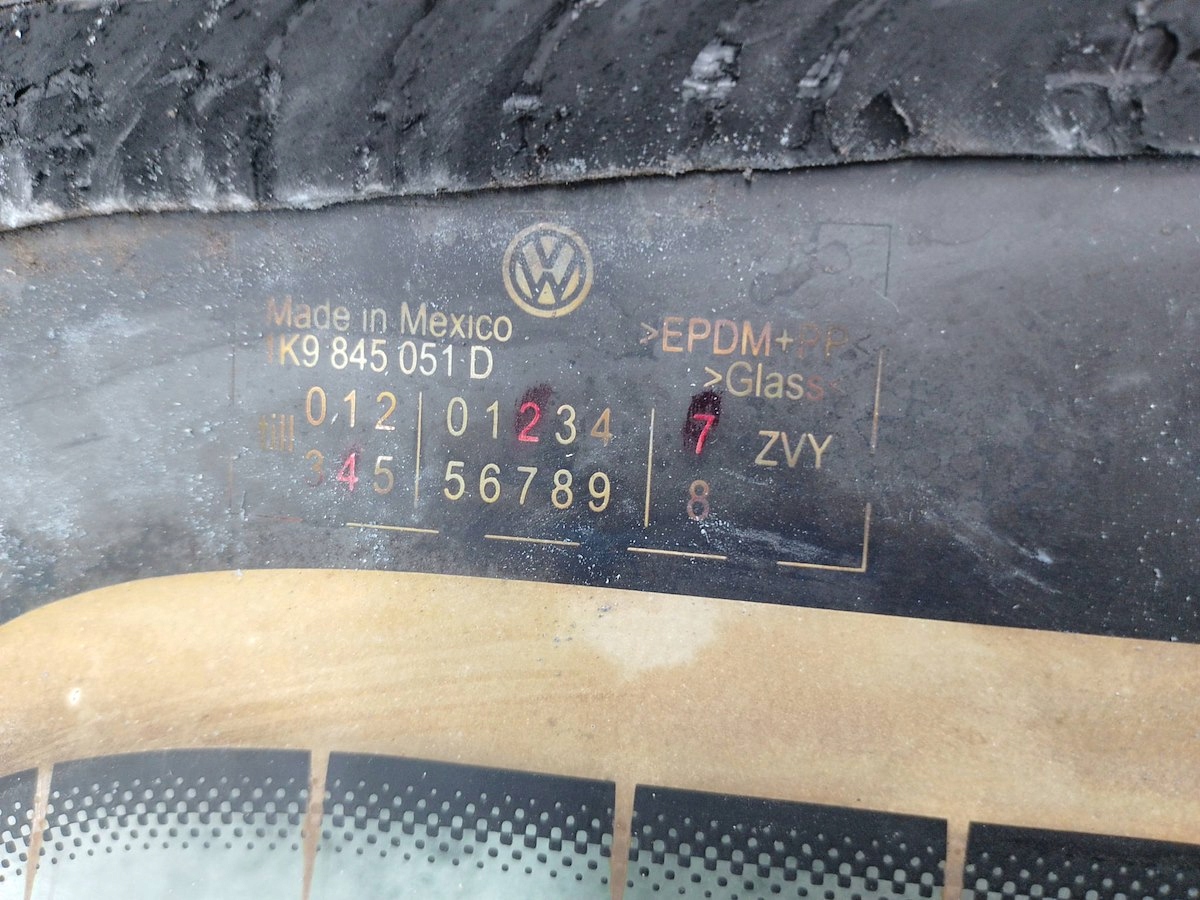 Made in Mexico
1K9 845 051 D
>EPDM+PP<
>Glass<
till
0 1 2
3 4 5
0 1 2 3 4
5 6 7 8 9
7
8
ZVY